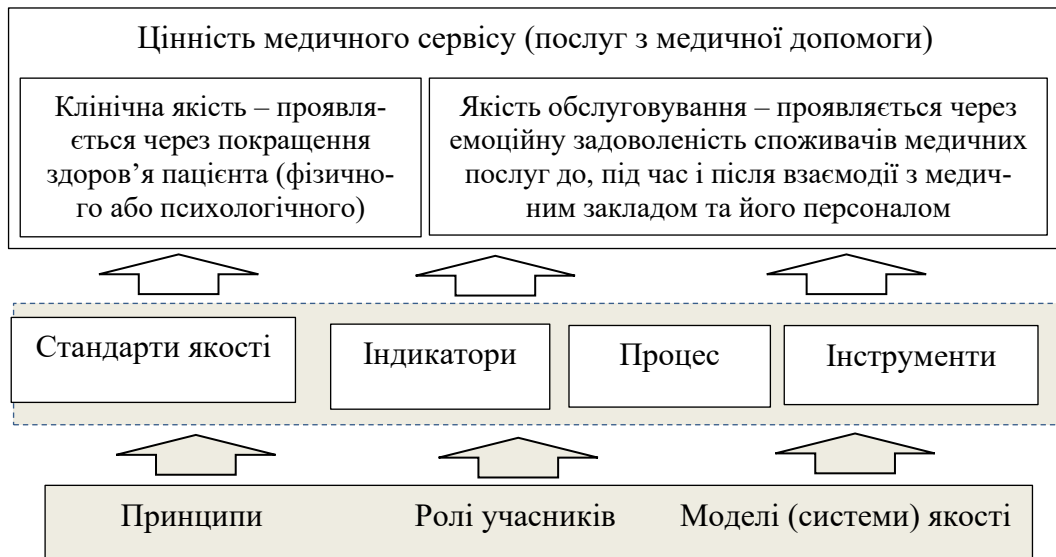 Цінність медичного сервісу (послуг з медичної допомоги)
Клінічна якість – проявля-
ється через покращення
здоров’я пацієнта (фізично-
го або психологічного)
Якість обслуговування – проявляється через
емоційну задоволеність споживачів медичних
послуг до, під час і після взаємодії з медич-
ним закладом та його персоналом
Стандарти якості
Індикатори
Процес
Інструменти
Принципи
Ролі учасників
Моделі (системи) якості